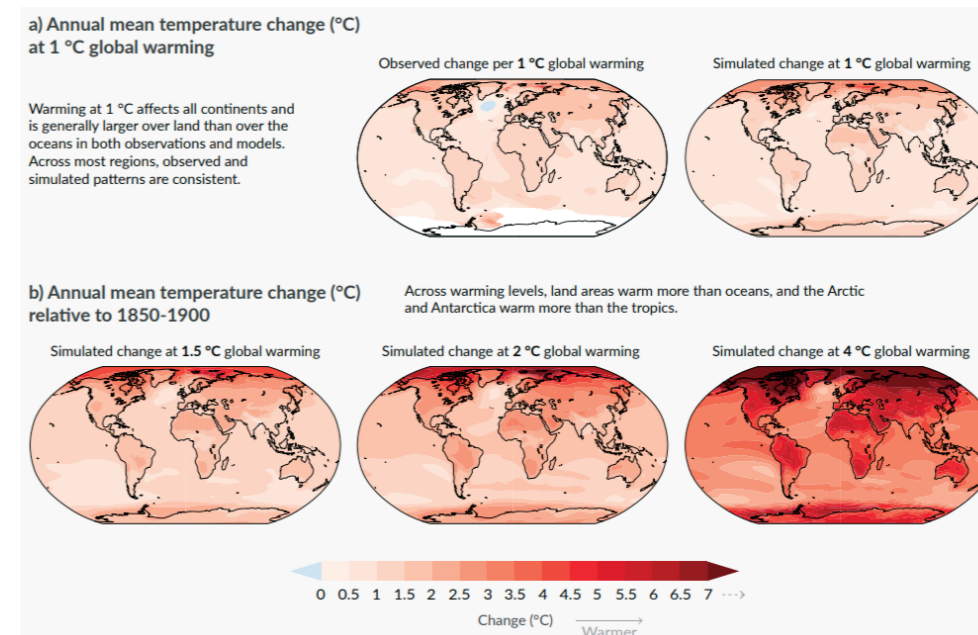 a) Annual mean temperature change (°C)
at 1 °C global warming
Observed change per 1 °C global warming
Simulated change at 1 °C global warming
Warming at 1 °C affects all continents and
is generally larger over land than over the
oceans in both observations and models.
Across most regions, observed and
simulated patterns are consistent.
b) Annual mean temperature change (°C)
relative to 1850-1900
Across warming levels, land areas warm more than oceans, and the Arctic
and Antarctica warm more than the tropics.
Simulated change at 1.5 °C global warming
Simulated change at 2 °C global warming
Simulated change at 4 °C global warming
0 0.5 1 1.5 2 2.5 3 3.5 4 4.5 5 5.5 6 6.5 7
Change (°C)
Warmer